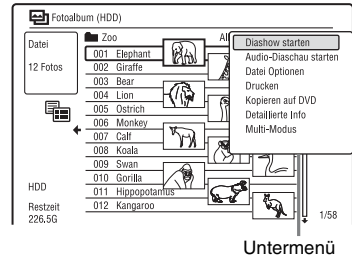 Fotoalbum (HDD)
Datei
12 Fotos
HDD
Restzeit
226.5G
Zoo
Al
001 Elephant
002 Giraffe
003 Bear
004 Lion
005 Ostrich
006 Monkey
007 Calf
008 Koala
009 Swan
010 Gorilla
011 Hippopotamus
012 Kangaroo
Diashow starten
Audio-Diaschau starten
Datei Optionen
Drucken
Kopieren auf DVD
Detaillierte Info
Multi-Modus
1/58
Untermenü